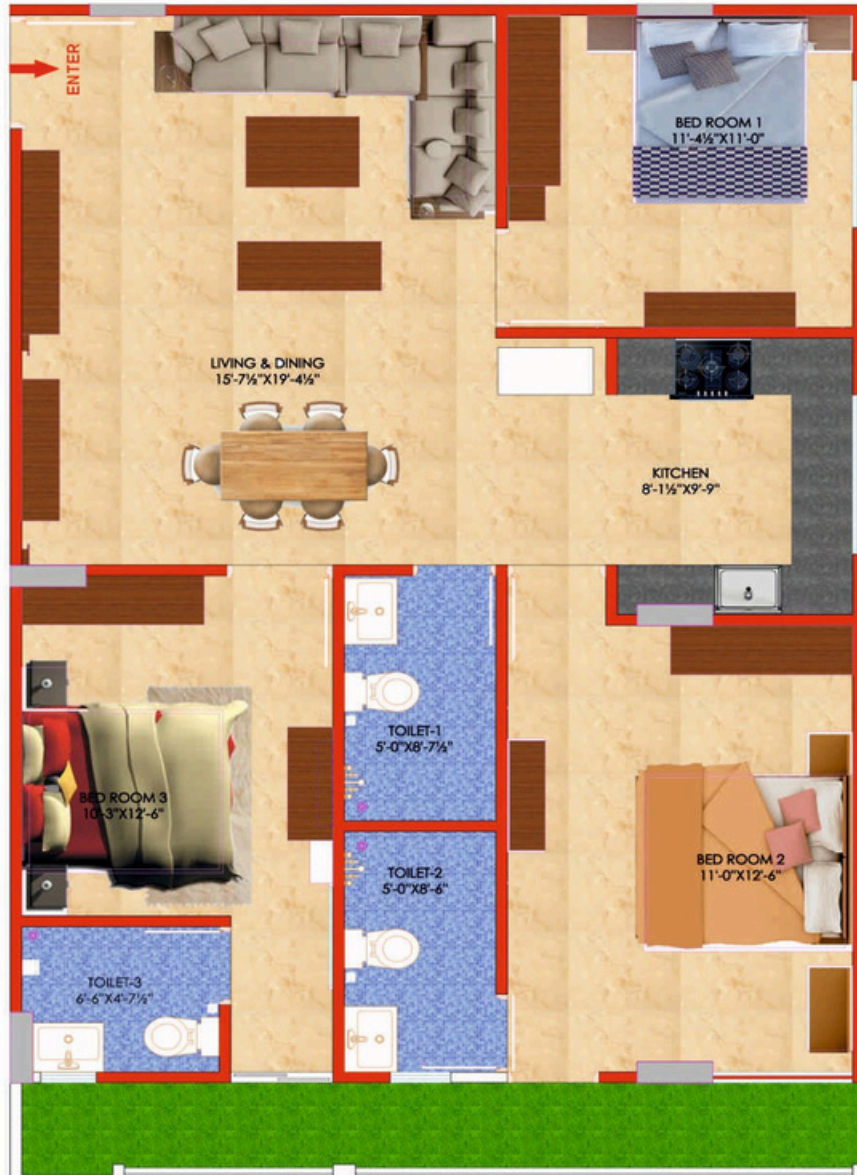 ENTER
BED ROOM 1
11'-4½"X11'-0"
LIVING & DINING
15'-7½"X19'-4½"
KITCHEN
8'-1½"X9'-9"
TOILET-1
5'-0"X8'-7½"
BED ROOM 3
10'-3"X12'-6"
TOILET-2
5'-0"X8'-6"
BED ROOM 2
11'-0"X12'-6"
TOILET-3
6'-6"X4'-7½"